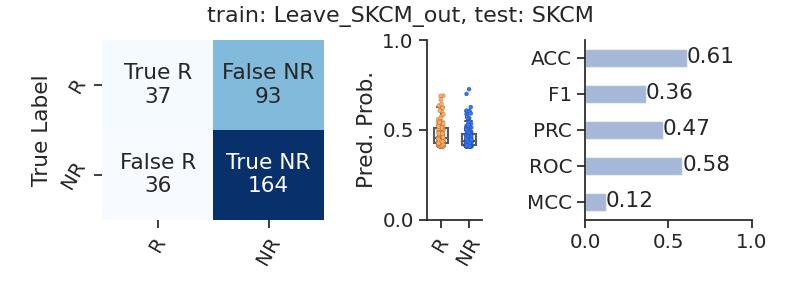 train: Leave_SKCM_out, test: SKCM
True Label
R
NR
True R
37
False NR
93
False R
36
True NR
164
R
NR
Pred. Prob.
1.0
0.5
0.0
R
NR
ACC
F1
PRC
ROC
MCC
0.61
0.36
0.47
0.58
0.12
0.0
0.5
1.0